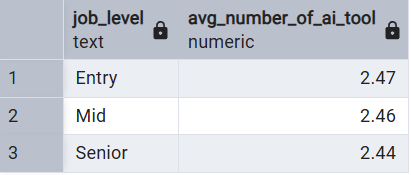 job_level avg_number_of_ai_tool
text numeric
1 Entry 2.47
2 Mid 2.46
3 Senior 2.44